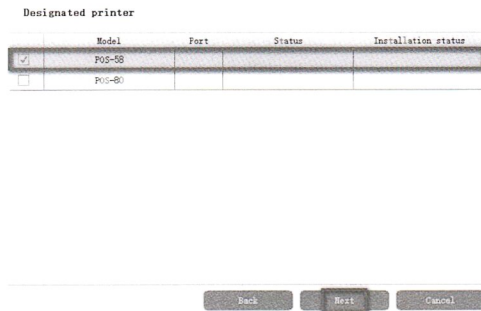 Designated printer
Model Port Status Installation status
POS-58
POS-80
Back Next Cancel